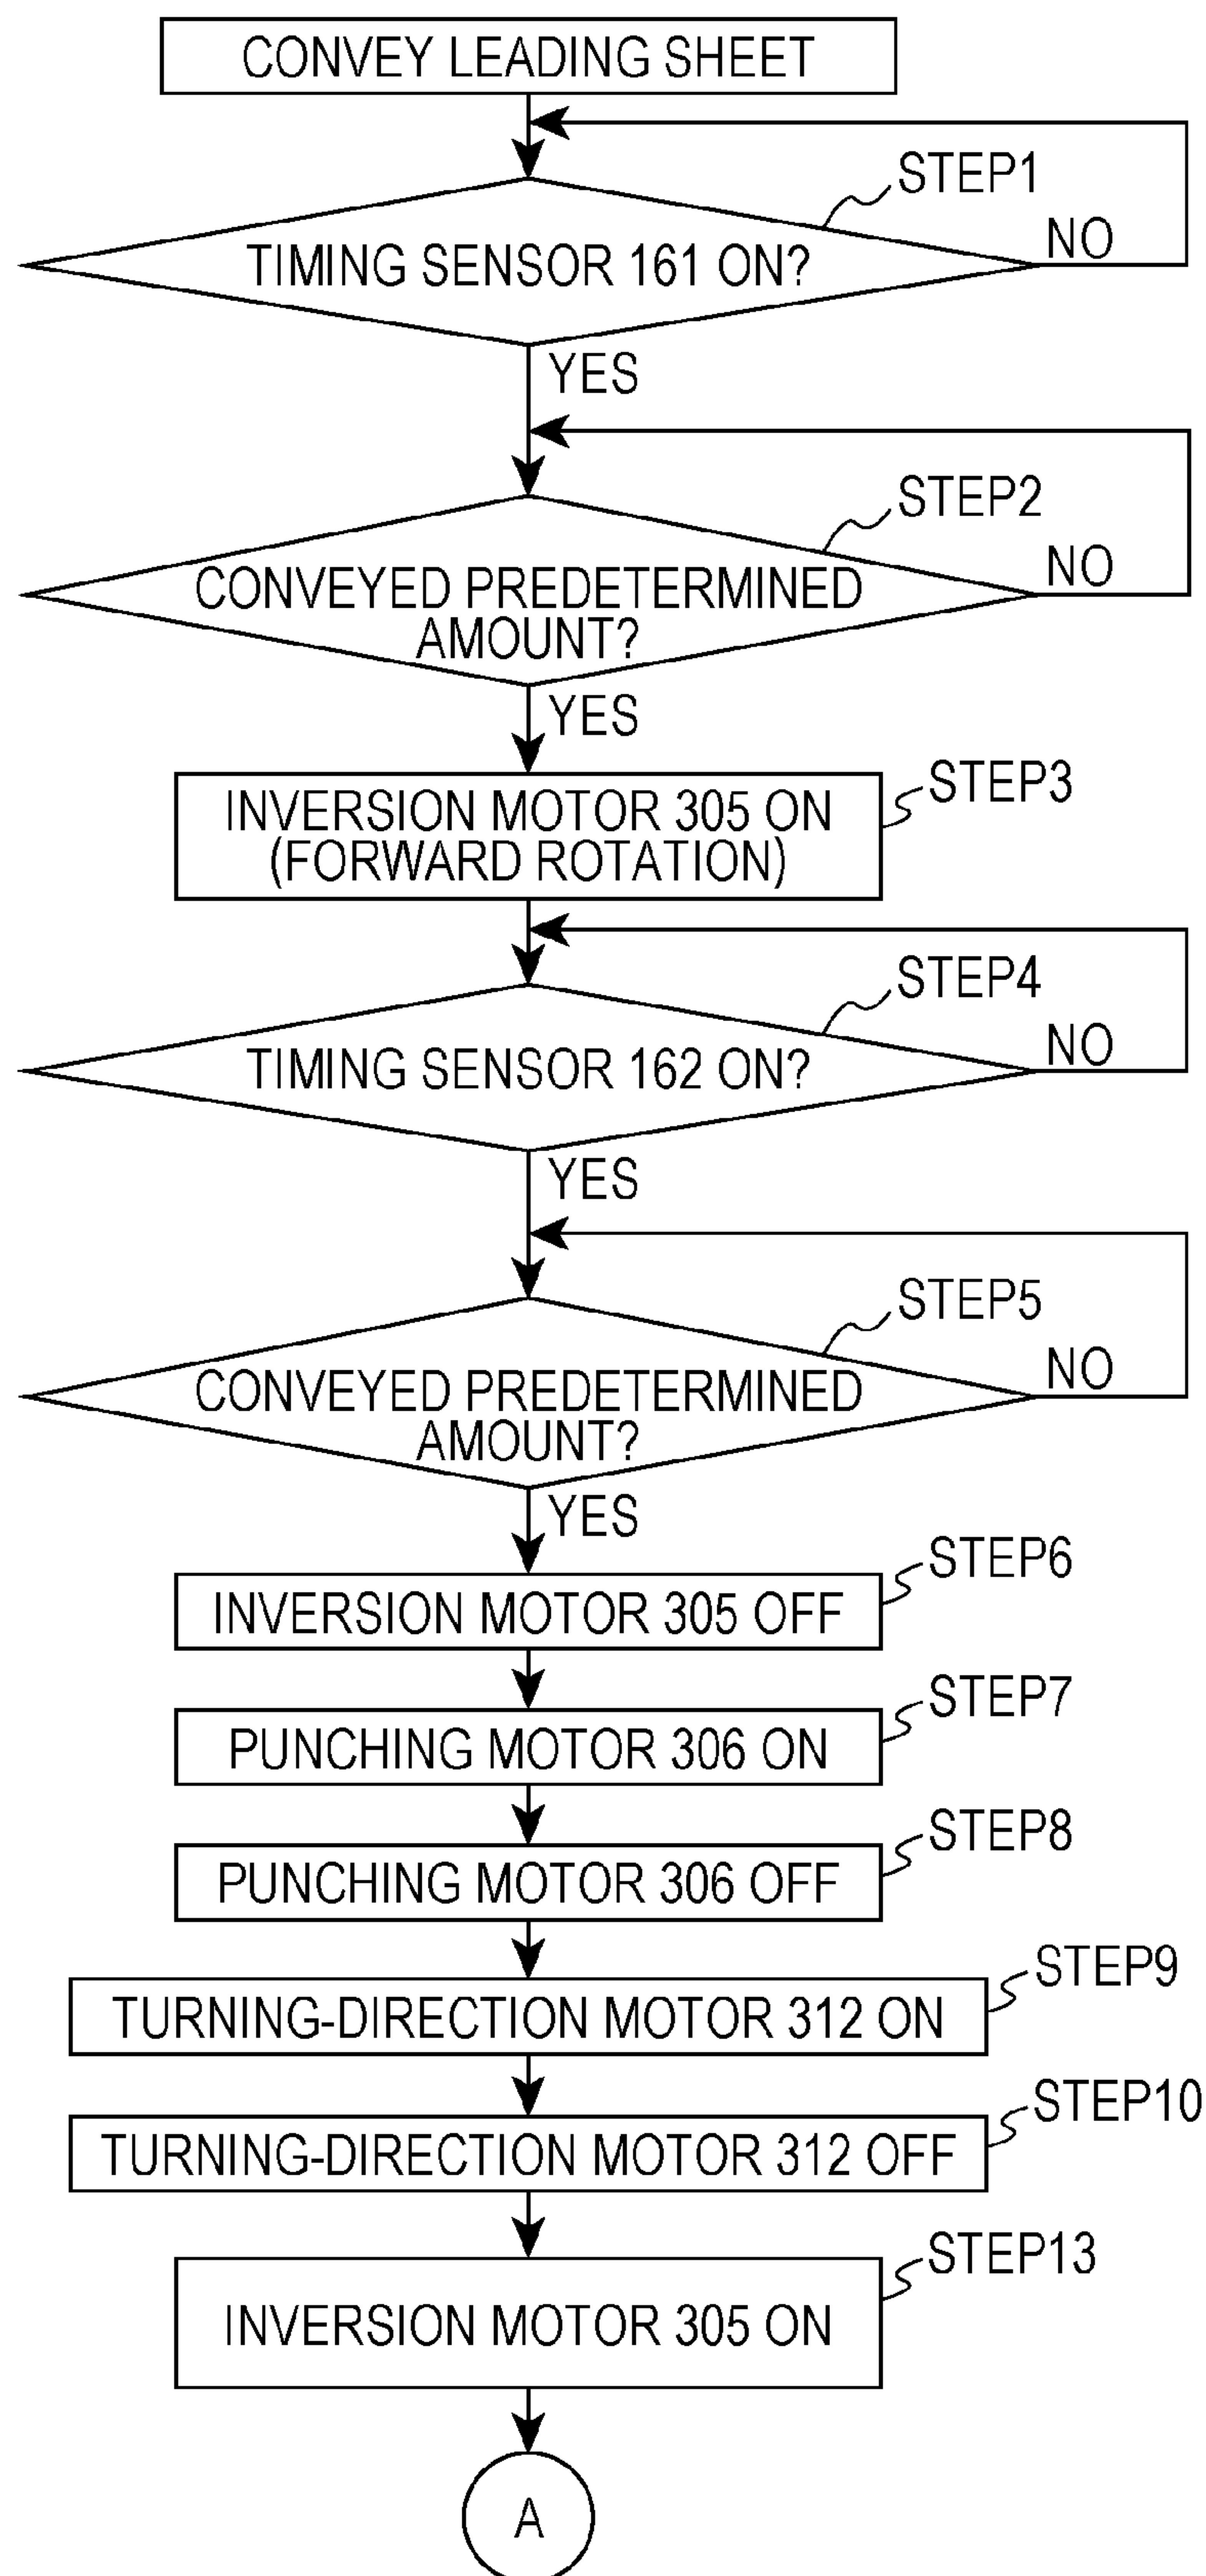 CONVEY LEADING SHEET
STEP1
TIMING SENSOR 161 ON?
NO
YES
STEP2
CONVEYED PREDETERMINED
AMOUNT?
NO
YES
STEP3
INVERSION MOTOR 305 ON
(FORWARD ROTATION)
STEP4
TIMING SENSOR 162 ON?
NO
YES
STEP5
CONVEYED PREDETERMINED
AMOUNT?
NO
YES
STEP6
INVERSION MOTOR 305 OFF
STEP7
PUNCHING MOTOR 306 ON
STEP8
PUNCHING MOTOR 306 OFF
STEP9
TURNING-DIRECTION MOTOR 312 ON
STEP10
TURNING-DIRECTION MOTOR 312 OFF
STEP13
INVERSION MOTOR 305 ON
A